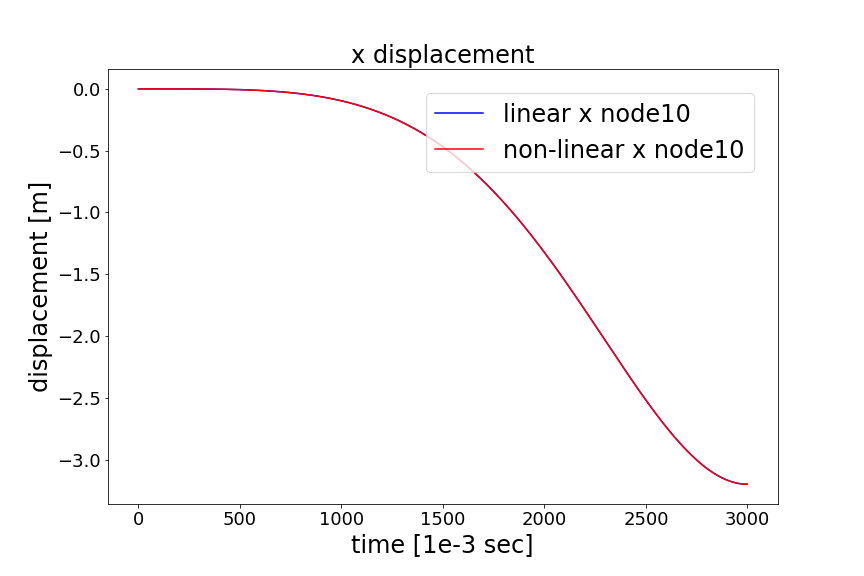 x displacement
linear x node10
non-linear x node10
displacement [m]
0.0
−0.5
−1.0
−1.5
−2.0
−2.5
−3.0
0 500 1000 1500 2000 2500 3000
time [1e-3 sec]